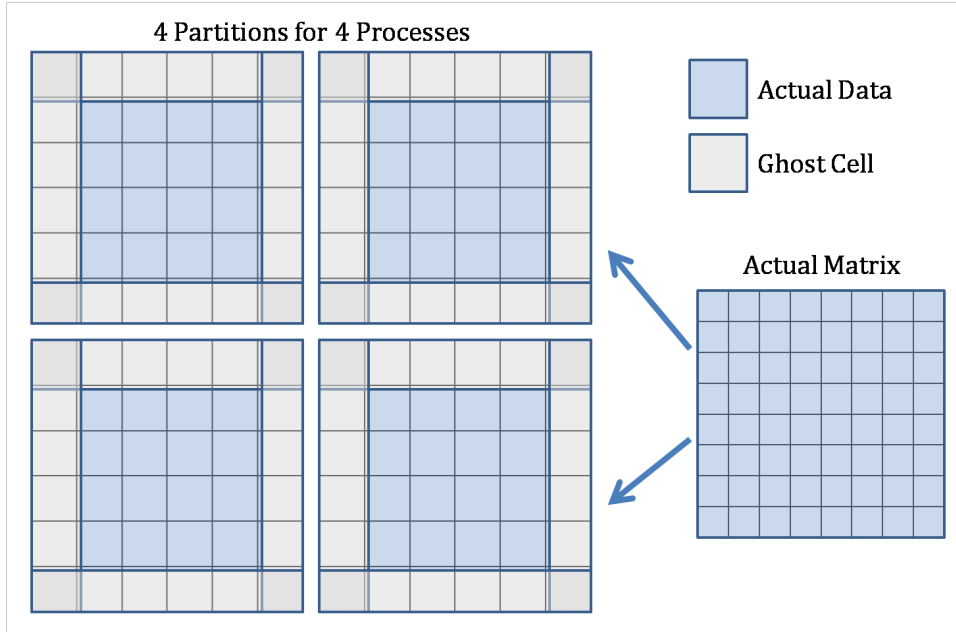 4 Partitions for 4 Processes
Actual Data
Ghost Cell
Actual Matrix